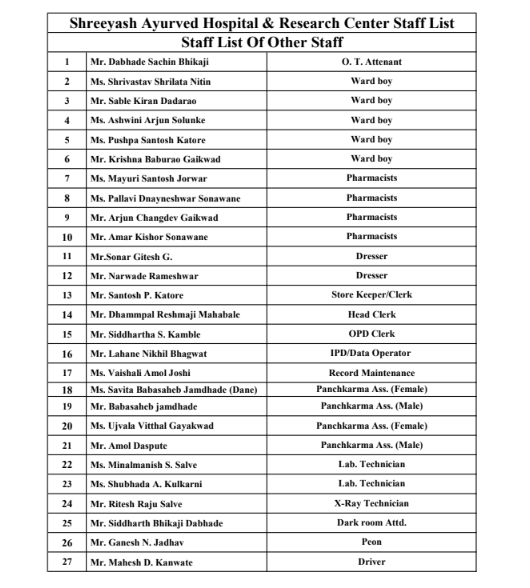 Shreeyash Ayurved Hospital & Research Center Staff List
Staff List Of Other Staff
1 Mr. Dabhade Sachin Bhikaji O. T. Attenant
2 Ms. Shrivastav Shrilata Nitin Ward boy
3 Mr. Sable Kiran Dadarao Ward boy
4 Ms. Ashwini Arjun Solunke Ward boy
5 Ms. Pushpa Santosh Katore Ward boy
6 Mr. Krishna Baburao Gaikwad Ward boy
7 Ms. Mayuri Santosh Jorwar Pharmacists
8 Ms. Pallavi Dnayneshwar Sonawane Pharmacists
9 Mr. Arjun Changdev Gaikwad Pharmacists
10 Mr. Amar Kishor Sonawane Pharmacists
11 Mr.Sonar Gitesh G. Dresser
12 Mr. Narwade Rameshwar Dresser
13 Mr. Santosh P. Katore Store Keeper/Clerk
14 Mr. Dhammpal Reshmaji Mahabale Head Clerk
15 Mr. Siddhartha S. Kamble OPD Clerk
16 Mr. Lahane Nikhil Bhagwat IPD/Data Operator
17 Ms. Vaishali Amol Joshi Record Maintenance
18 Ms. Savita Babasaheb Jamdhade (Dane) Panchkarma Ass. (Female)
19 Mr. Babasaheb jamdhade Panchkarma Ass. (Male)
20 Ms. Ujvala Vitthal Gayakwad Panchkarma Ass. (Female)
21 Mr. Amol Daspute Panchkarma Ass. (Male)
22 Ms. Minalmanish S. Salve Lab. Technician
23 Ms. Shubhada A. Kulkarni Lab. Technician
24 Mr. Ritesh Raju Salve X-Ray Technician
25 Mr. Siddharth Bhikaji Dabhade Dark room Attd.
26 Mr. Ganesh N. Jadhav Peon
27 Mr. Mahesh D. Kanwate Driver